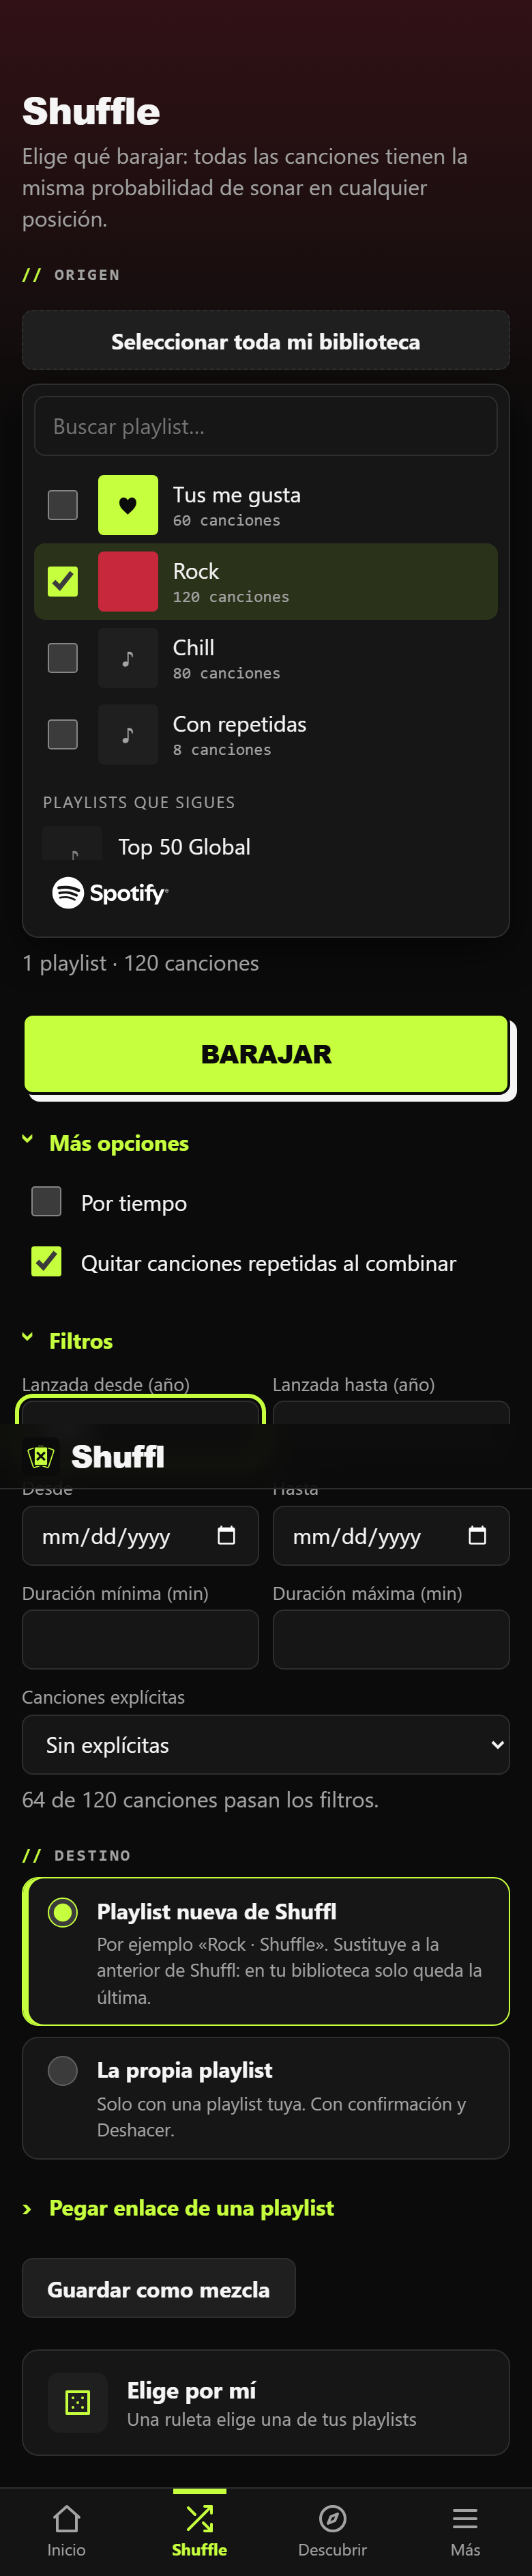 Shuffle
Elige qué barajar: todas las canciones tienen la
misma probabilidad de sonar en cualquier
posición.
// ORIGEN
Seleccionar toda mi biblioteca
Buscar playlist...
Tus me gusta
60 canciones
Rock
120 canciones
Chill
80 canciones
Con repetidas
8 canciones
PLAYLISTS QUE SIGUES
Top 50 Global
Spotify
1 playlist · 120 canciones
BARAJAR
Más opciones
Por tiempo
Quitar canciones repetidas al combinar
Filtros
Lanzada desde (año) Lanzada hasta (año)
Shuffl
Desde Hasta
mm/dd/yyyy mm/dd/yyyy
Duración mínima (min) Duración máxima (min)
Canciones explícitas
Sin explícitas
64 de 120 canciones pasan los filtros.
// DESTINO
Playlist nueva de Shuffl
Por ejemplo «Rock · Shuffle». Sustituye a la
anterior de Shuffl: en tu biblioteca solo queda la
última.
La propia playlist
Solo con una playlist tuya. Con confirmación y
Deshacer.
› Pegar enlace de una playlist
Guardar como mezcla
Elige por mí
Una ruleta elige una de tus playlists
Inicio Shuffle Descubrir Más